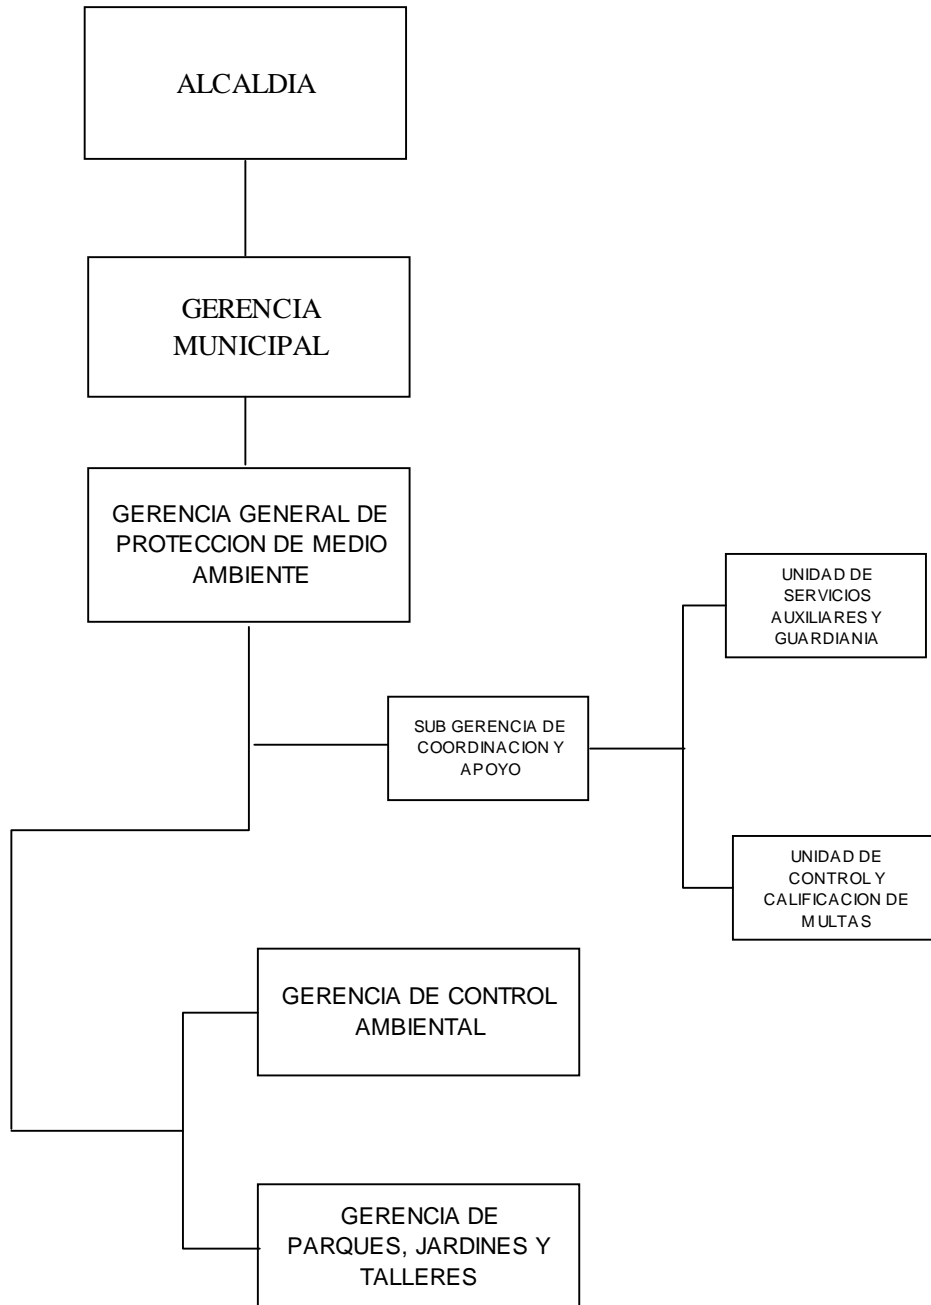 ALCALDIA
GERENCIA
MUNICIPAL
GERENCIA GENERAL DE
PROTECCION DE MEDIO
AMBIENTE
UNIDAD DE
SERVICIOS
AUXILIARES Y
GUARDIANIA
SUB GERENCIA DE
COORDINACION Y
APOYO
UNIDAD DE
CONTROL Y
CALIFICACION DE
MULTAS
GERENCIA DE CONTROL
AMBIENTAL
GERENCIA DE
PARQUES, JARDINES Y
TALLERES